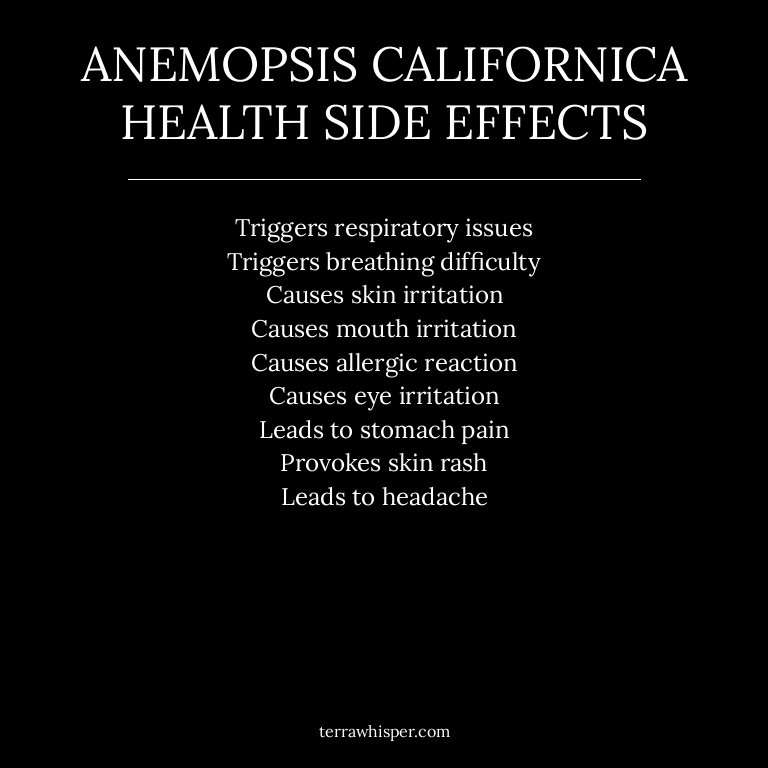 ANEMOPSIS CALIFORNICA
HEALTH SIDE EFFECTS
Triggers respiratory issues
Triggers breathing difficulty
Causes skin irritation
Causes mouth irritation
Causes allergic reaction
Causes eye irritation
Leads to stomach pain
Provokes skin rash
Leads to headache
terrawhisper.com